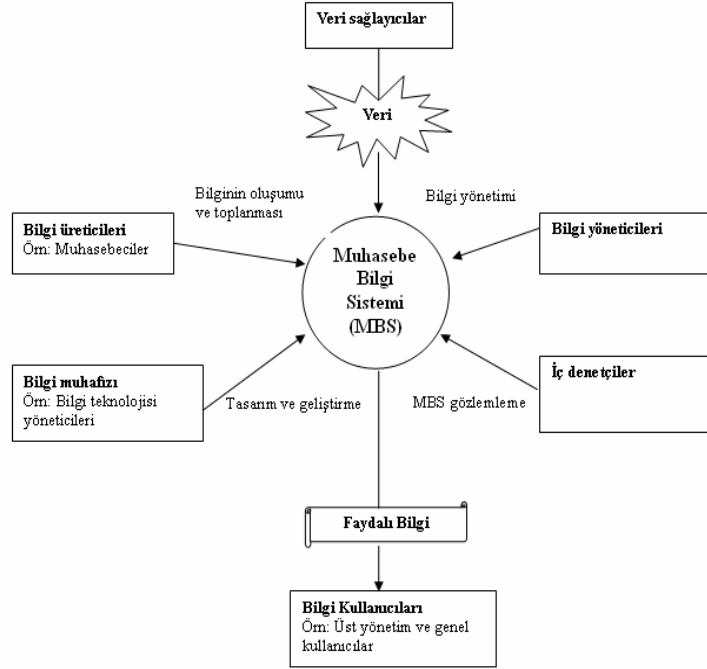 Veri sağlayıcılar
Veri
Bilginin oluşumu
ve toplanması
Bilgi yönetimi
Bilgi üreticileri
Örn: Muhasebeciler
Bilgi yöneticileri
Muhasebe
Bilgi
Sistemi
(MBS)
Bilgi muhafızı
Örn: Bilgi teknolojisi
yöneticileri
Tasarım ve geliştirme
MBS gözlemleme
İç denetçiler
Faydalı Bilgi
Bilgi Kullanıcıları
Örn: Üst yönetim ve genel
kullanıcılar